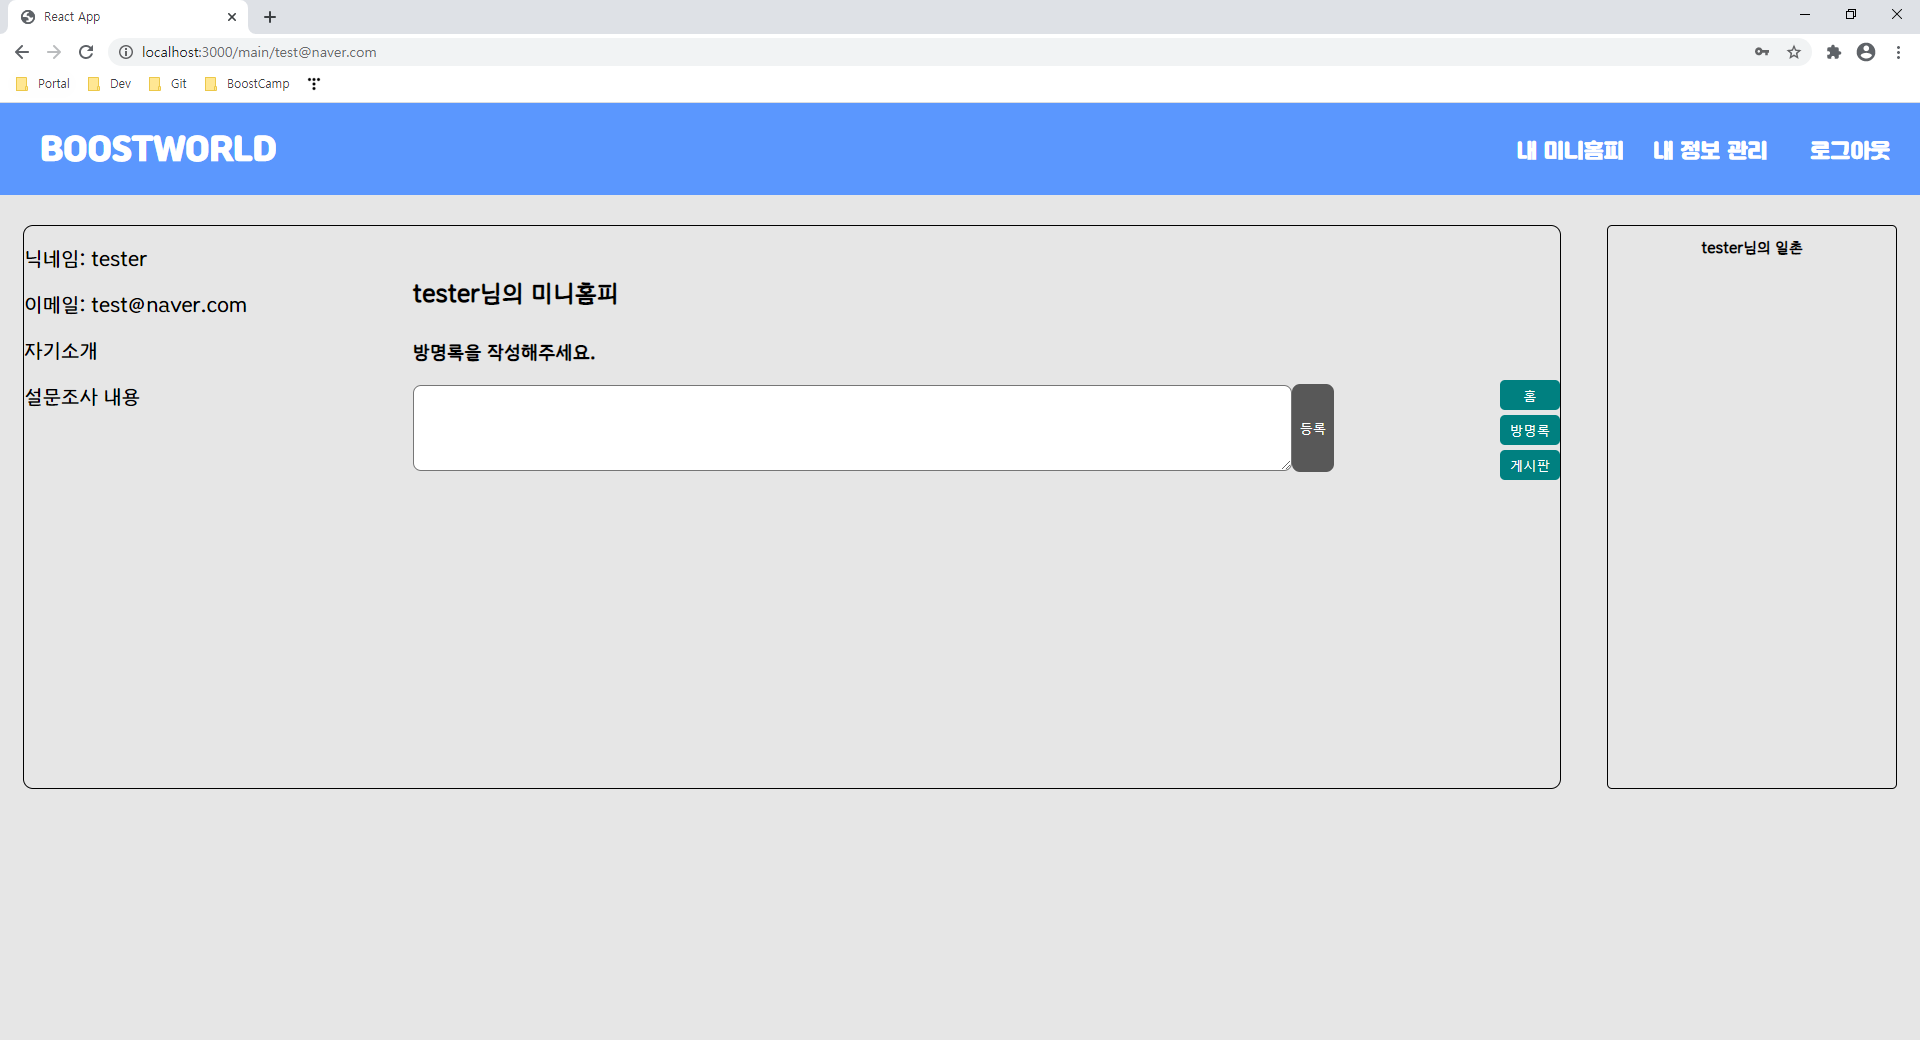 React App
localhost:3000/main/test@naver.com
Portal Dev Git BoostCamp
BOOSTWORLD
내 미니홈피 내 정보 관리 로그아웃
닉네임: tester
이메일: test@naver.com
자기소개
설문조사 내용
tester님의 미니홈피
방명록을 작성해주세요.
등록
홈
방명록
게시판
tester님의 일촌